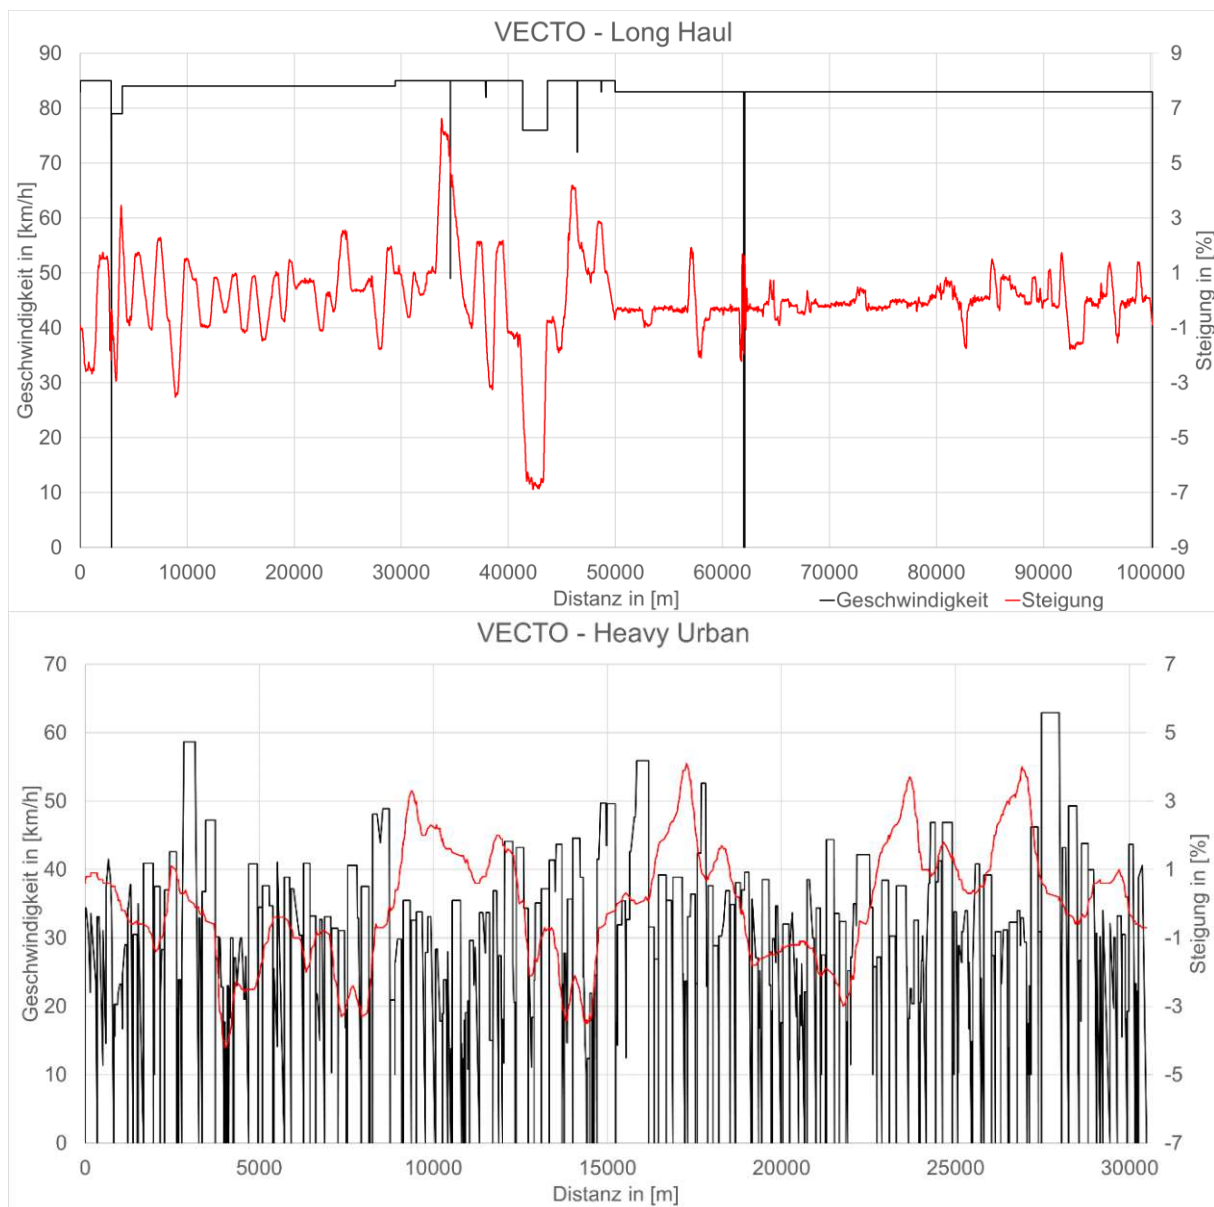 VECTO - Long Haul
90 9
80 7
70 5
60 3
50 1
40 -1
30 -3
20 -5
10 -7
0 -9
Geschwindigkeit in [km/h]
Steigung in [%]
0 10000 20000 30000 40000 50000 60000 70000 80000 90000 100000
Distanz in [m]
Geschwindigkeit Steigung
VECTO - Heavy Urban
70 7
60 5
50 3
40 1
30 -1
20 -3
10 -5
0 -7
Geschwindigkeit in [km/h]
Steigung in [%]
0 5000 10000 15000 20000 25000 30000
Distanz in [m]